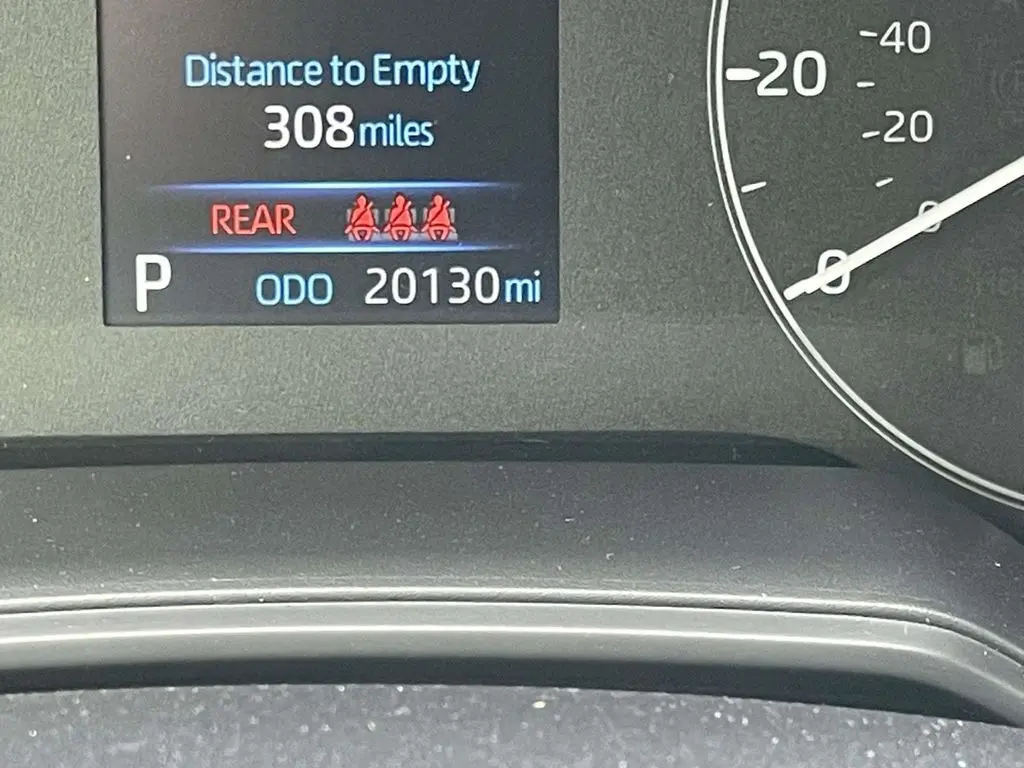 Distance to Empty
308 miles
REAR
P ODO 20130 mi
20
40
20
0
0